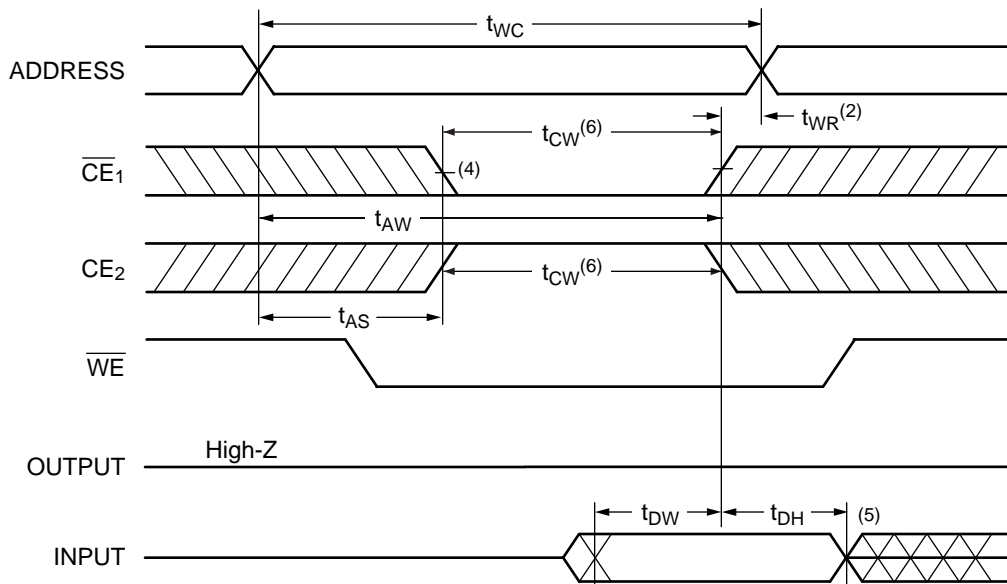 tWC
ADDRESS
tWR(2)
tCW(6)
CE1
(4)
tAW
CE2
tCW(6)
tAS
WE
High-Z
OUTPUT
tDW
tDH
(5)
INPUT